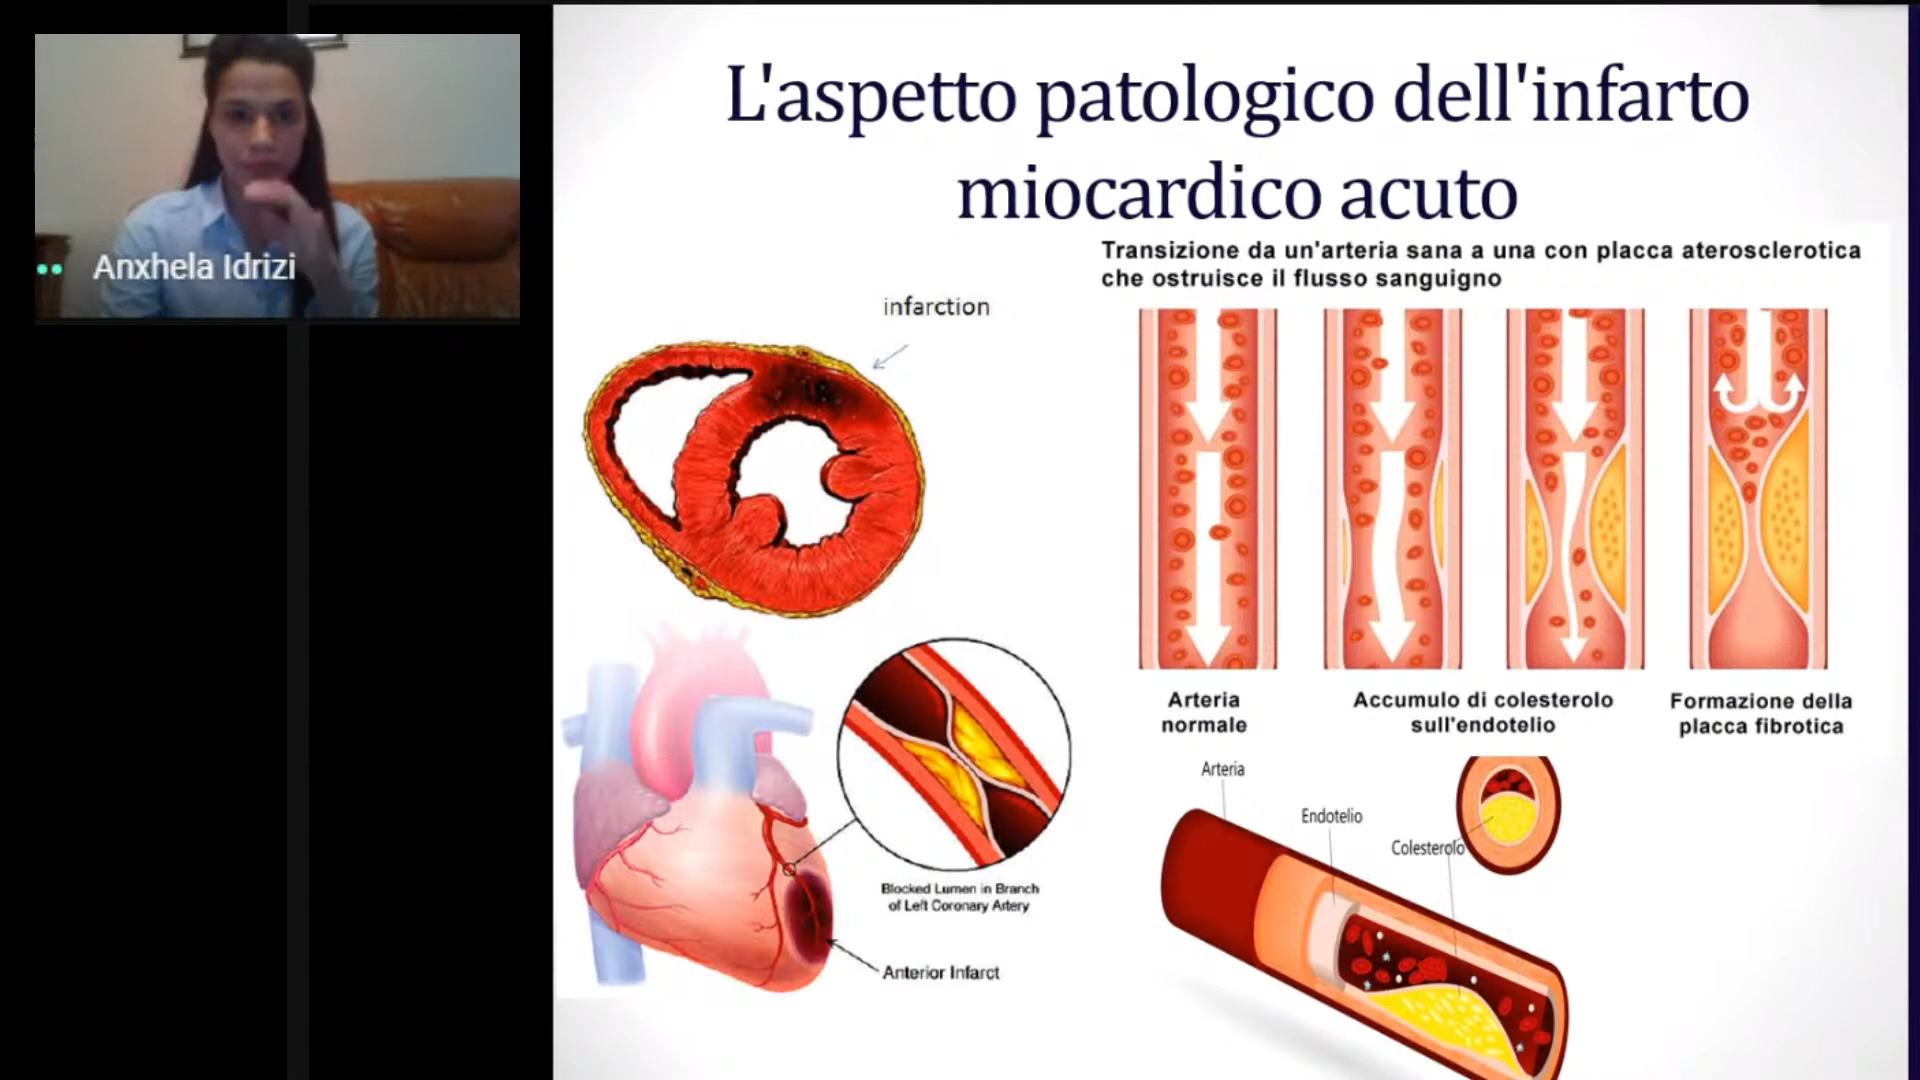 Anxhela Idrizi
L'aspetto patologico dell'infarto
miocardico acuto
Transizione da un'arteria sana a una con placca aterosclerotica
che ostruisce il flusso sanguigno
infarction
Arteria
normale
Accumulo di colesterolo
sull'endotelio
Formazione della
placca fibrotica
Blocked Lumen in Branch
of Left Coronary Artery
Anterior Infarct
Arteria
Endotelio
Colesterolo